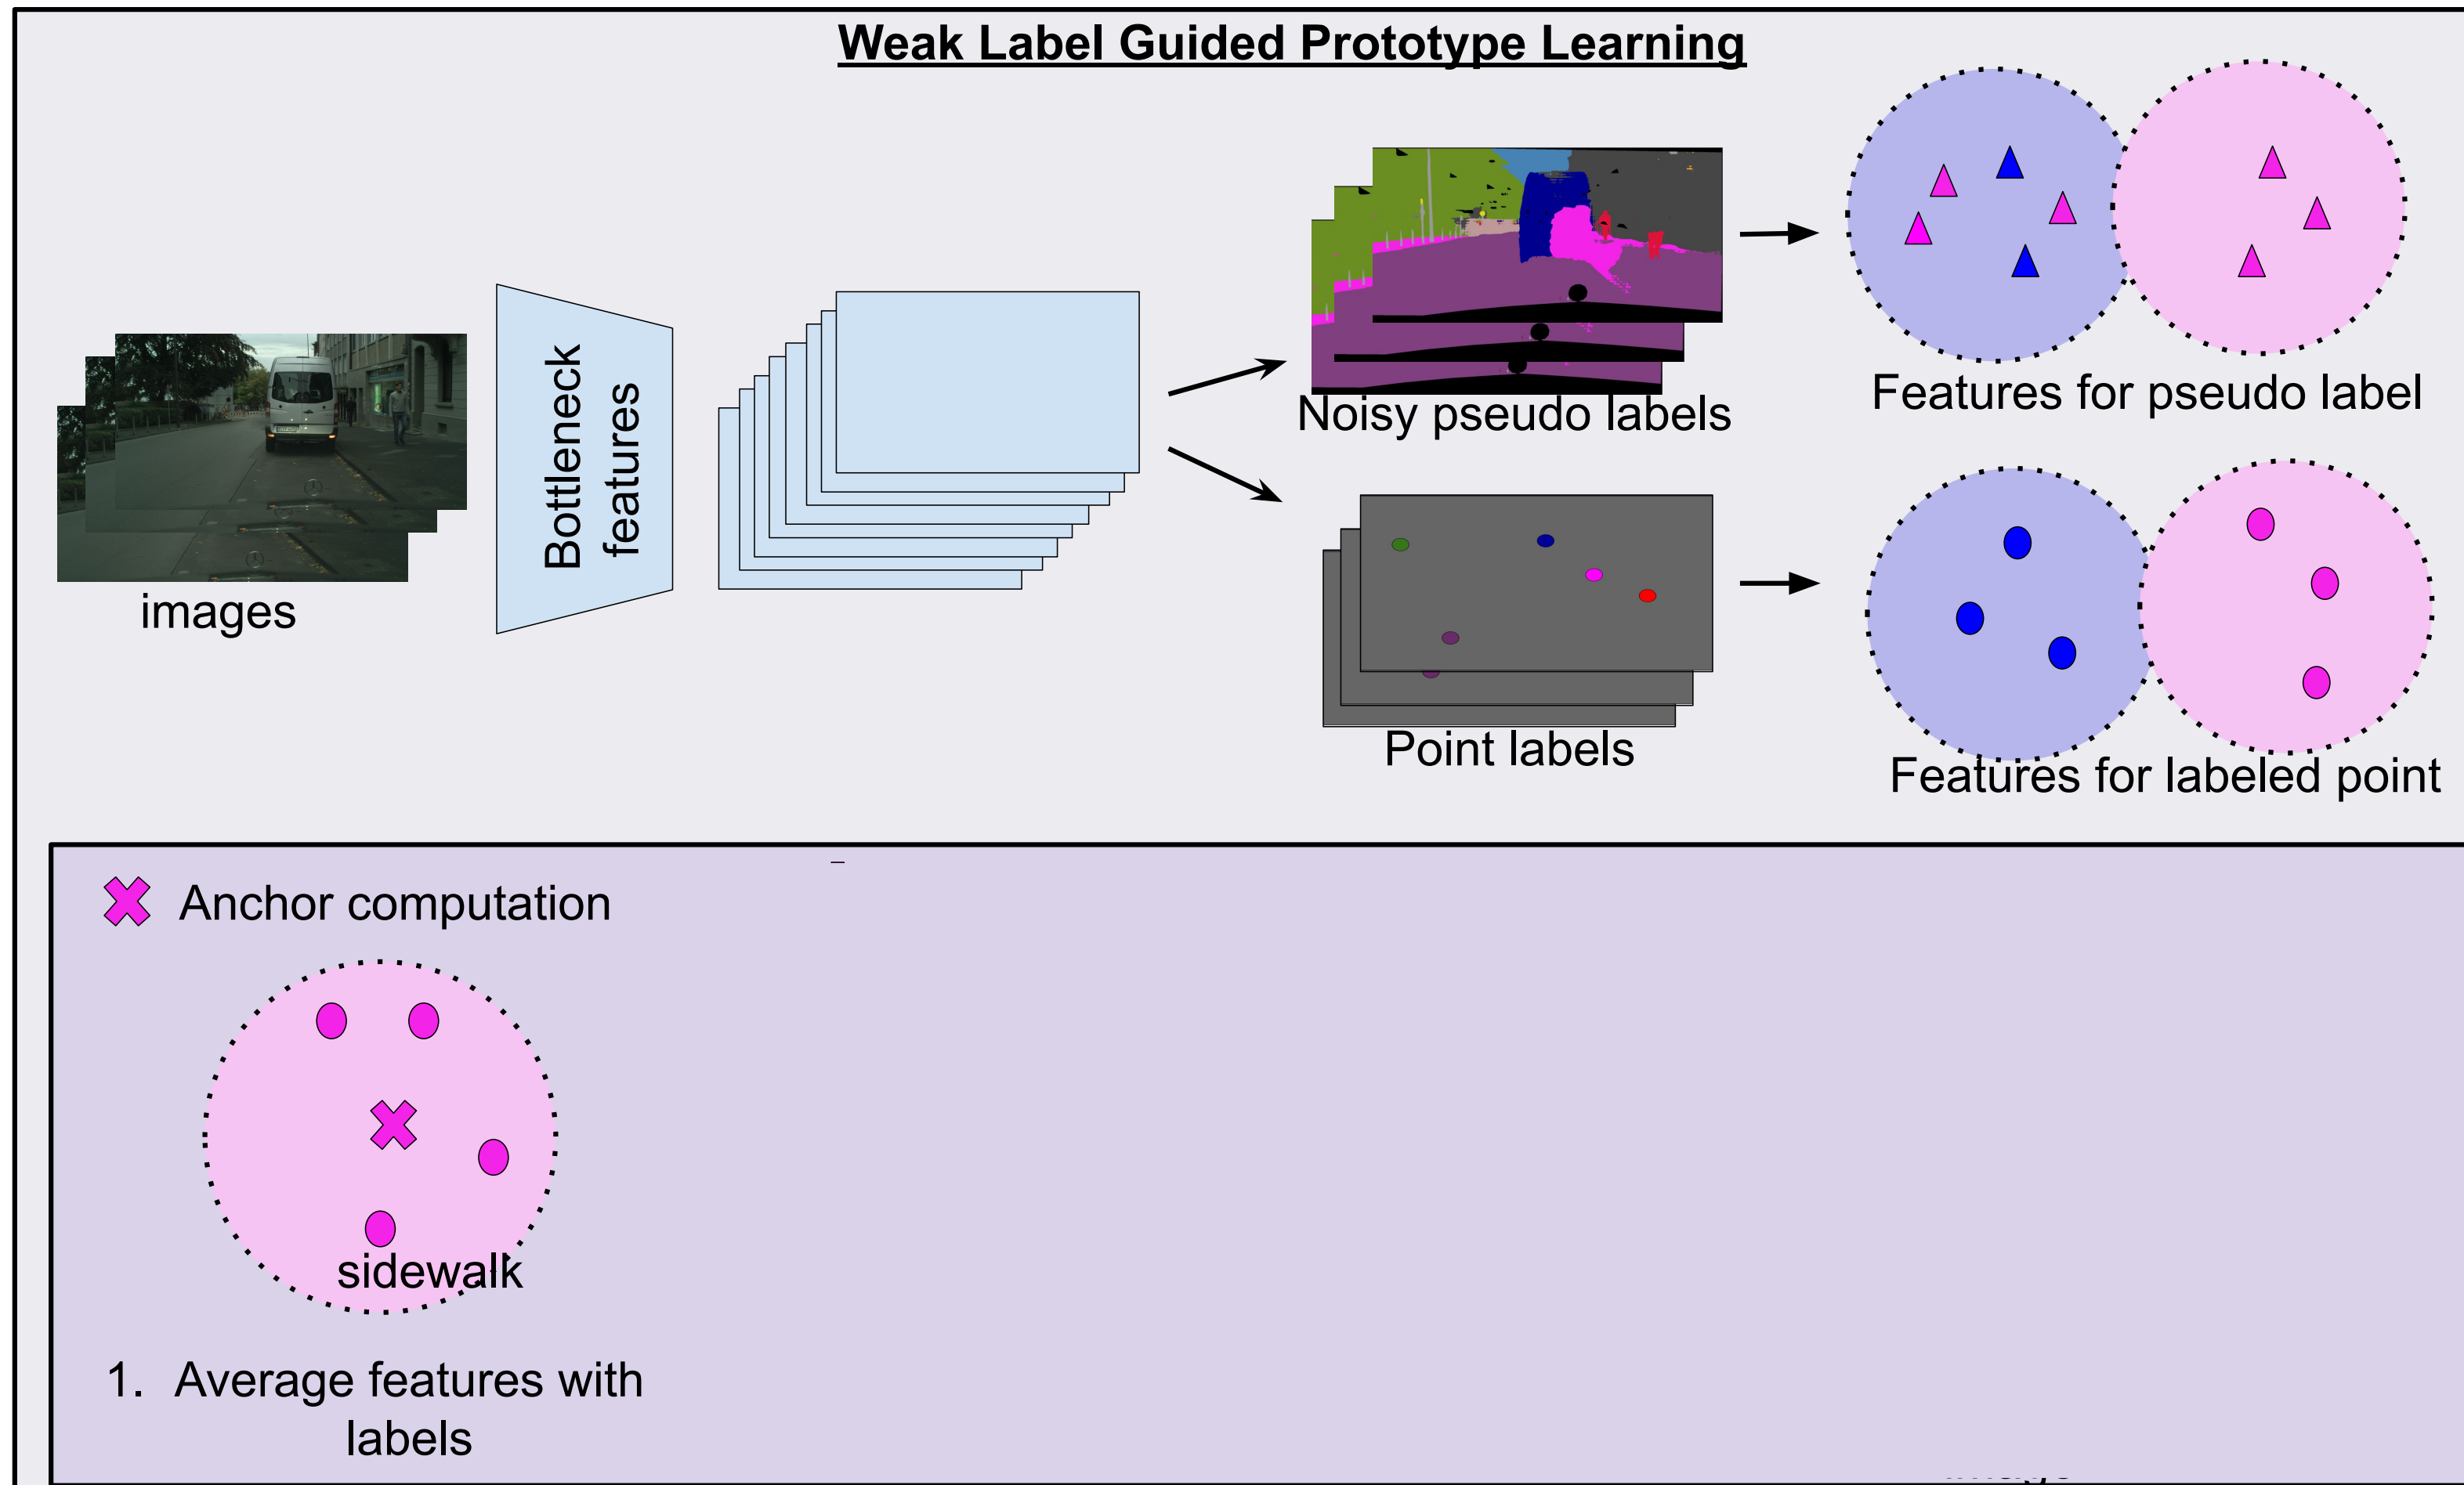 Weak Label Guided Prototype Learning
images
Bottleneck
features
Noisy pseudo labels
Features for pseudo label
Point labels
Features for labeled point
Anchor computation
sidewalk
1. Average features with
labels